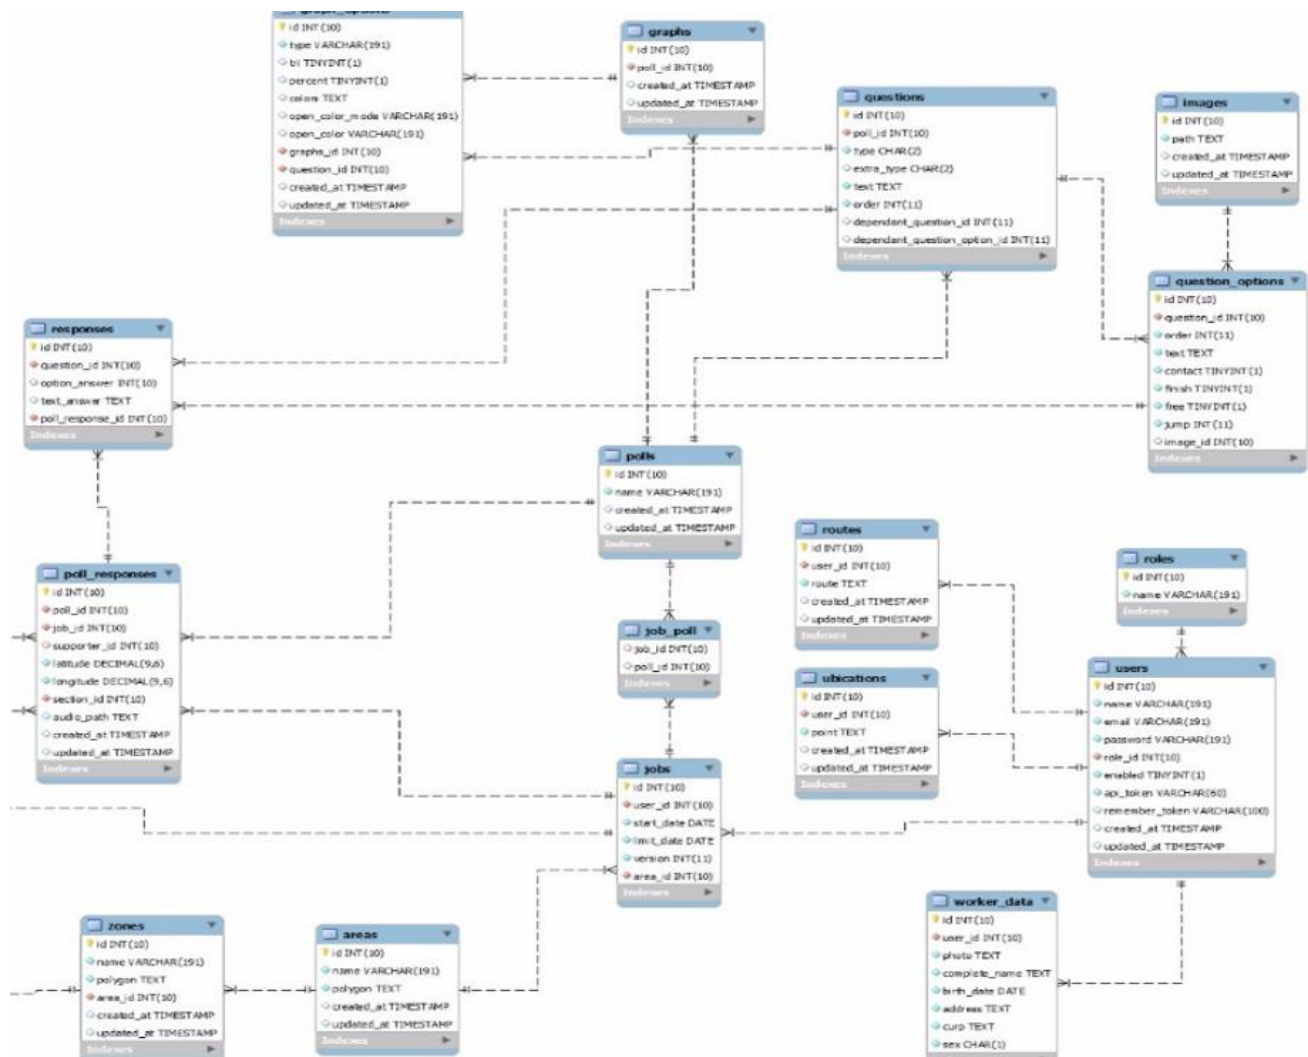 graph_options
id INT(10)
type VARCHAR(191)
percent TINYINT(1)
colors TEXT
open_color_mode VARCHAR(191)
open_color VARCHAR(191)
graphs_id INT(10)
question_id INT(10)
created_at TIMESTAMP
updated_at TIMESTAMP
Indexes
graphs
id INT(10)
poll_id INT(10)
created_at TIMESTAMP
updated_at TIMESTAMP
Indexes
questions
id INT(10)
poll_id INT(10)
type CHAR(2)
extra_type CHAR(2)
text TEXT
order INT(11)
dependant_question_id INT(11)
dependant_question_option_id INT(11)
Indexes
images
id INT(10)
path TEXT
created_at TIMESTAMP
updated_at TIMESTAMP
Indexes
question_options
id INT(10)
question_id INT(10)
order INT(11)
text TEXT
contact TINYINT(1)
finish TINYINT(1)
free TINYINT(1)
jump INT(11)
image_id INT(10)
Indexes
responses
id INT(10)
question_id INT(10)
option_answer INT(10)
text_answer TEXT
poll_response_id INT(10)
Indexes
polls
id INT(10)
name VARCHAR(191)
created_at TIMESTAMP
updated_at TIMESTAMP
Indexes
routes
id INT(10)
user_id INT(10)
route TEXT
created_at TIMESTAMP
updated_at TIMESTAMP
Indexes
roles
id INT(10)
name VARCHAR(191)
Indexes
poll_responses
id INT(10)
poll_id INT(10)
job_id INT(10)
supporter_id INT(10)
latitude DECIMAL(9,6)
longitude DECIMAL(9,6)
section_id INT(10)
audio_path TEXT
created_at TIMESTAMP
updated_at TIMESTAMP
Indexes
job_poll
job_id INT(10)
poll_id INT(10)
Indexes
ubications
id INT(10)
user_id INT(10)
point TEXT
created_at TIMESTAMP
updated_at TIMESTAMP
Indexes
users
id INT(10)
name VARCHAR(191)
email VARCHAR(191)
password VARCHAR(191)
role_id INT(10)
enabled TINYINT(1)
api_token VARCHAR(60)
remember_token VARCHAR(100)
created_at TIMESTAMP
updated_at TIMESTAMP
Indexes
jobs
id INT(10)
user_id INT(10)
start_date DATE
limit_date DATE
version INT(11)
area_id INT(10)
Indexes
zones
id INT(10)
name VARCHAR(191)
polygon TEXT
area_id INT(10)
created_at TIMESTAMP
updated_at TIMESTAMP
Indexes
areas
id INT(10)
name VARCHAR(191)
polygon TEXT
created_at TIMESTAMP
updated_at TIMESTAMP
Indexes
worker_data
id INT(10)
user_id INT(10)
photo TEXT
complete_name TEXT
birth_date DATE
address TEXT
curp TEXT
sex CHAR(1)